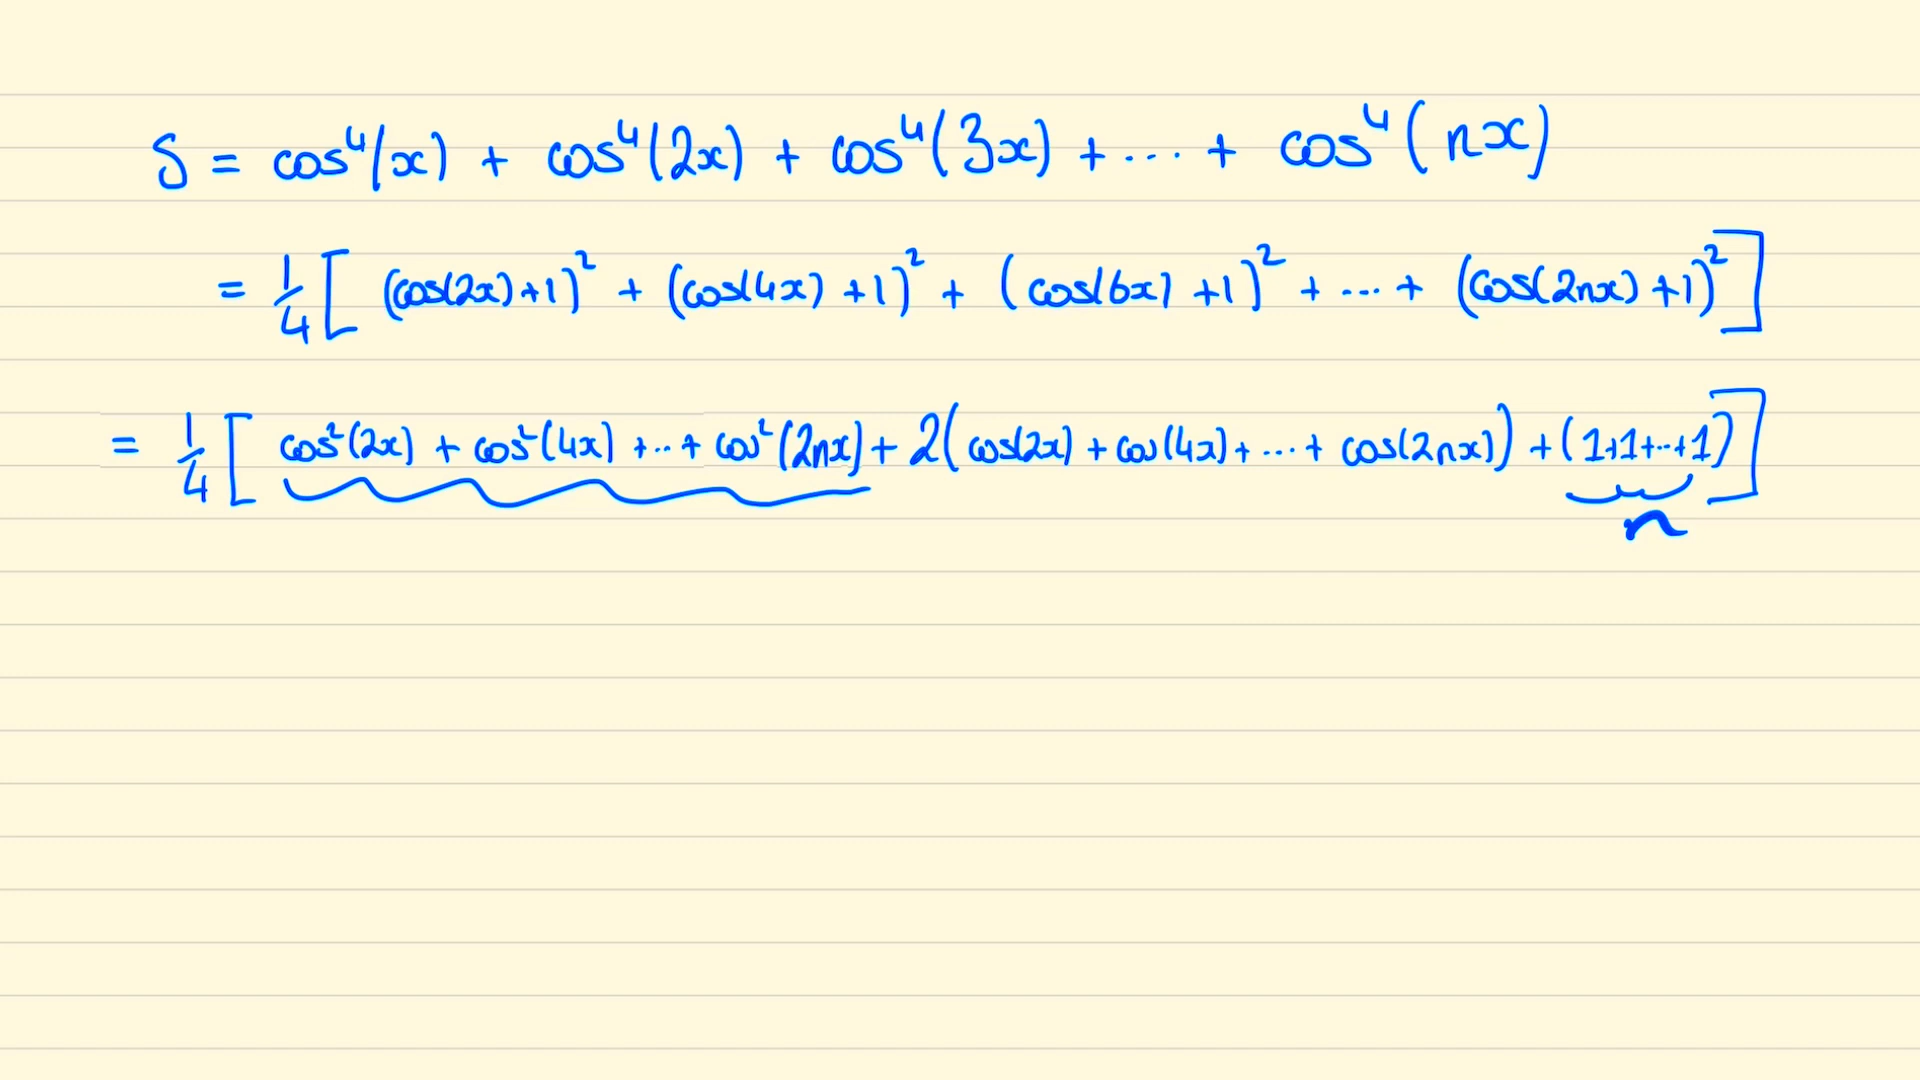 S = cos⁴(x) + cos⁴(2x) + cos⁴(3x) + ... + cos⁴(nx)
= 1/4 [ (cos(2x)+1)² + (cos(4x)+1)² + (cos(6x)+1)² + ... + (cos(2nx)+1)² ]
= 1/4 [ cos²(2x) + cos²(4x) + ... + cos²(2nx) + 2(cos(2x) + cos(4x) + ... + cos(2nx)) + (1+1+...+1) ]
n